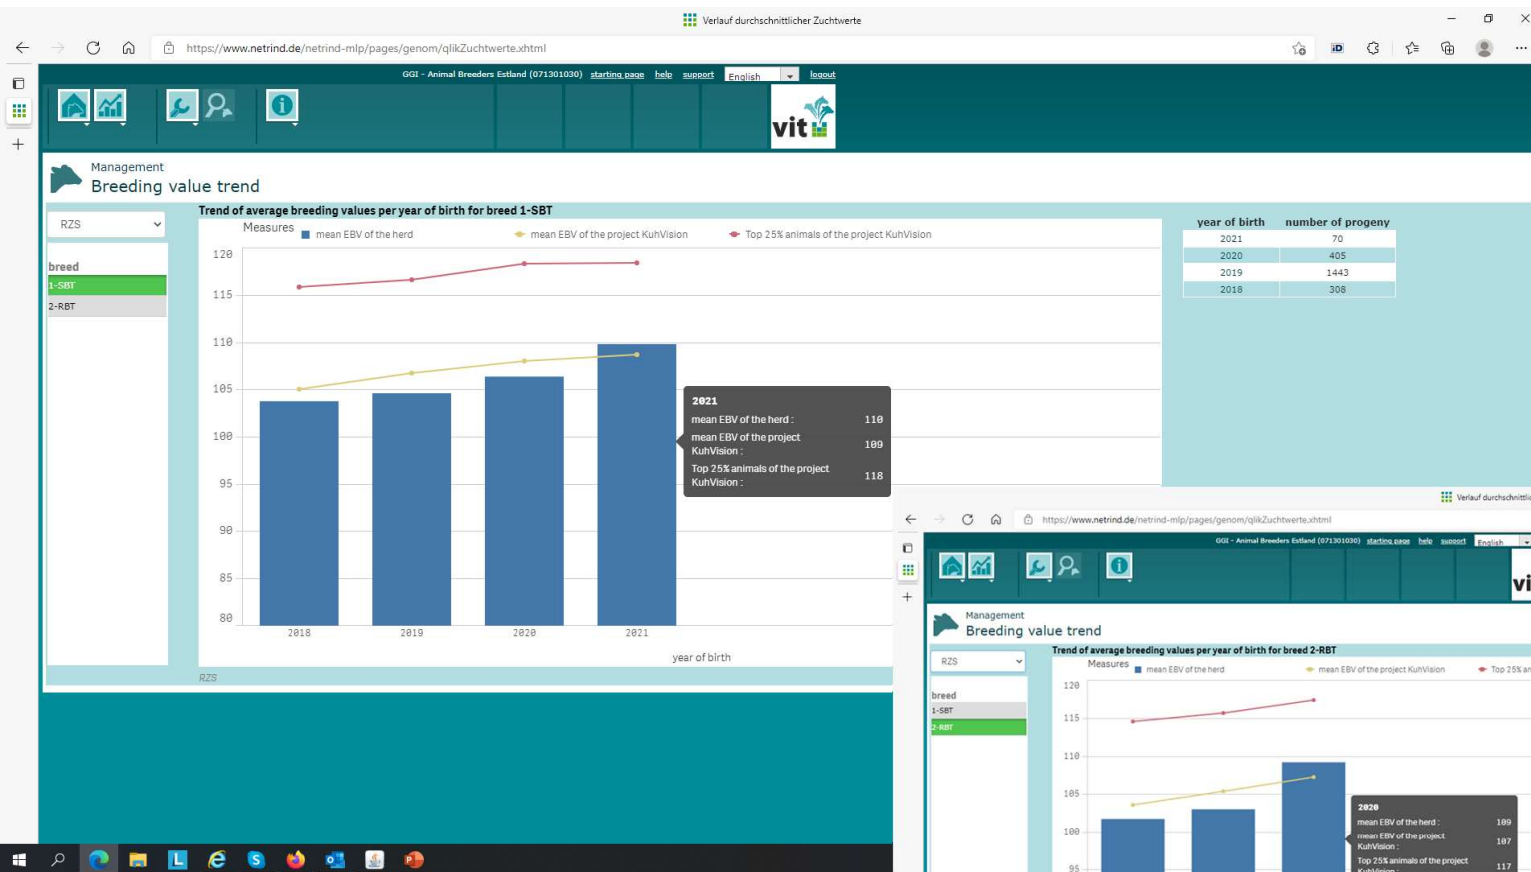 Verlauf durchschnittlicher Zuchtwerte
https://www.netrind.de/netrind-mlp/pages/genom/qlikZuchtwerte.xhtml
GGI - Animal Breeders Estland (071301030) starting page help support English logout
vit
Management
Breeding value trend
RZS
breed
1-SBT
2-RBT
Trend of average breeding values per year of birth for breed 1-SBT
Measures mean EBV of the herd mean EBV of the project KuhVision Top 25% animals of the project KuhVision
120
115
110
105
100
95
90
85
80
2018 2019 2020 2021
year of birth
RZS
2021
mean EBV of the herd : 110
mean EBV of the project
KuhVision : 109
Top 25% animals of the project
KuhVision : 118
year of birth number of progeny
2021 70
2020 405
2019 1443
2018 308
Verlauf durchschnittlic
https://www.netrind.de/netrind-mlp/pages/genom/qlikZuchtwerte.xhtml
GGI - Animal Breeders Estland (071301030) starting page help support English
vi
Management
Breeding value trend
RZS
breed
1-SBT
2-RBT
Trend of average breeding values per year of birth for breed 2-RBT
Measures mean EBV of the herd mean EBV of the project KuhVision Top 25% an
120
115
110
105
100
95
2020
mean EBV of the herd : 109
mean EBV of the project
KuhVision : 107
Top 25% animals of the project
KuhVision : 117